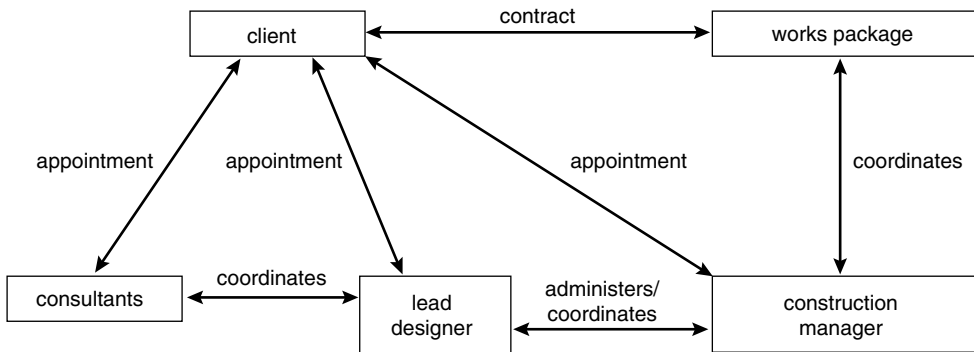 contract
client
works package
appointment
appointment
appointment
coordinates
coordinates
consultants
lead
designer
administers/
coordinates
construction
manager